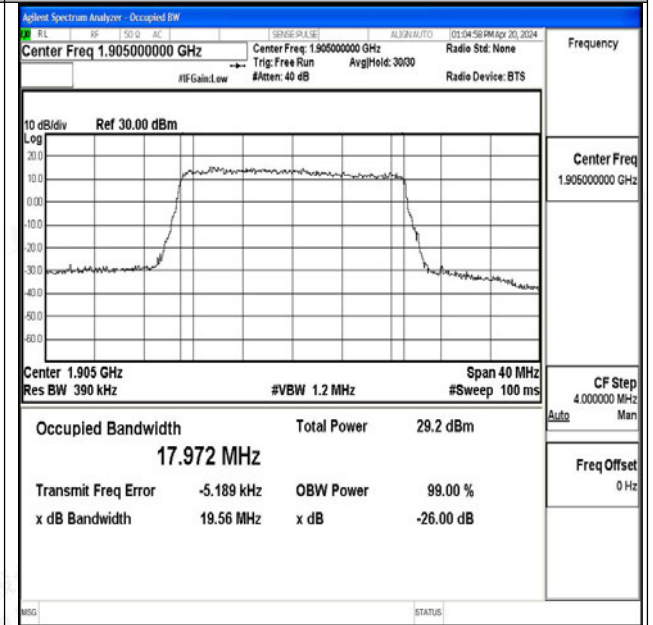 Agilent Spectrum Analyzer - Occupied BW
RL RF 50 Ω AC SENSE:PULSE ALIGN AUTO 01:04:58 PM Apr 20, 2024
Center Freq 1.905000000 GHz
Center Freq: 1.905000000 GHz
Radio Std: None
Trig: Free Run Avg|Hold: 30/30
#IFGain:Low #Atten: 40 dB Radio Device: BTS
10 dB/div Ref 30.00 dBm
Log
20.0
10.0
0.00
-10.0
-20.0
-30.0
-40.0
-50.0
-60.0
Center 1.905 GHz Span 40 MHz
Res BW 390 kHz #VBW 1.2 MHz #Sweep 100 ms
Occupied Bandwidth Total Power 29.2 dBm
17.972 MHz
Transmit Freq Error -5.189 kHz OBW Power 99.00 %
x dB Bandwidth 19.56 MHz x dB -26.00 dB
MSG STATUS
Frequency
Center Freq
1.905000000 GHz
CF Step
4.000000 MHz
Auto Man
Freq Offset
0 Hz